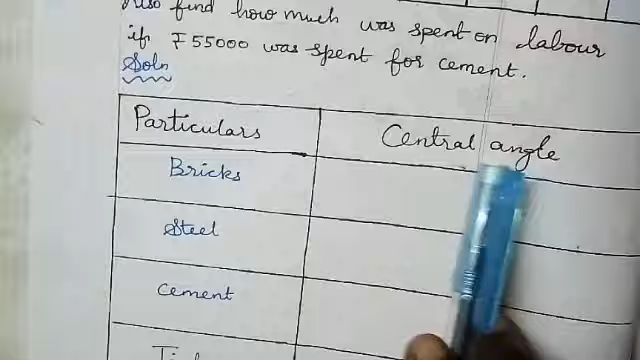 Also find how much was spent on labour
if ₹55000 was spent for cement.
Soln
Particulars Central angle
Bricks
Steel
Cement